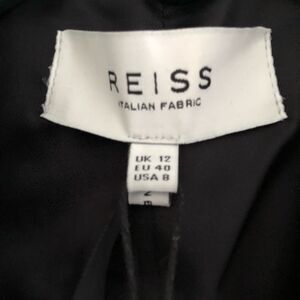 REISS
ITALIAN FABRIC
UK 12
EU 40
USA 8